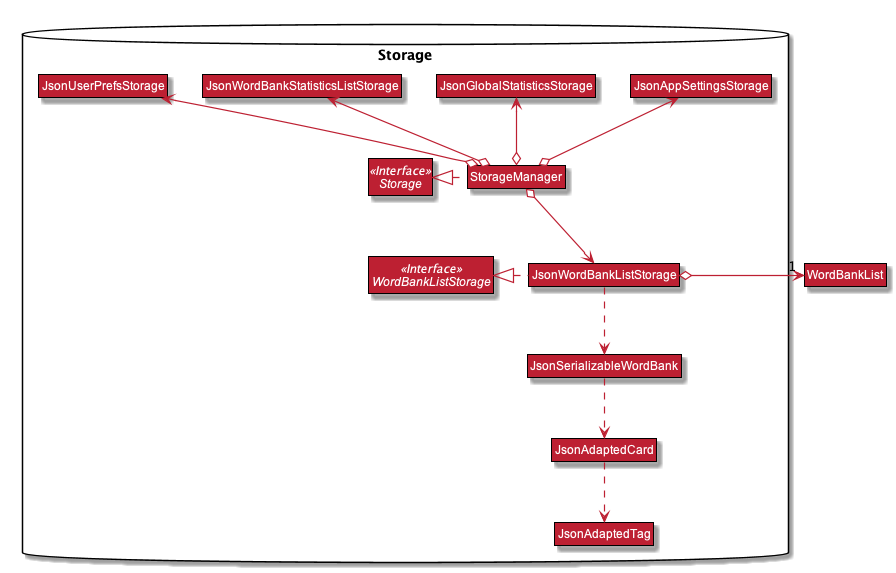 Storage
JsonUserPrefsStorage
JsonWordBankStatisticsListStorage
JsonGlobalStatisticsStorage
JsonAppSettingsStorage
«Interface»
Storage
StorageManager
«Interface»
WordBankListStorage
JsonWordBankListStorage
1
WordBankList
JsonSerializableWordBank
JsonAdaptedCard
JsonAdaptedTag